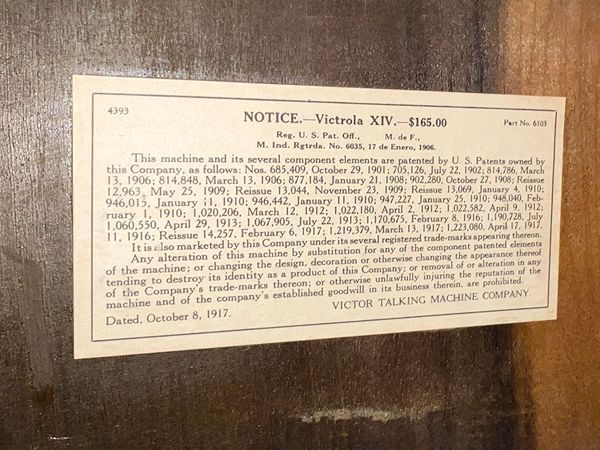 4393
NOTICE.—Victrola XIV.—$165.00
Part No. 6103
Reg. U. S. Pat. Off., M. de F.,
M. Ind. Rgtrda. No. 6035, 17 de Enero, 1906.
This machine and its several component elements are patented by U. S. Patents owned by
this Company, as follows: Nos. 685,409, October 29, 1901; 705,126, July 22, 1902; 814,786, March
13, 1906; 814,848, March 13, 1906; 877,184, January 21, 1908; 902,280, October 27, 1908; Reissue
12,963, May 25, 1909; Reissue 13,044, November 23, 1909; Reissue 13,069, January 4, 1910;
946,015, January 11, 1910; 946,442, January 11, 1910; 947,227, January 25, 1910; 948,040, Feb-
ruary 1, 1910; 1,020,206, March 12, 1912; 1,022,180, April 2, 1912; 1,022,582, April 9, 1912;
1,060,550, April 29, 1913; 1,067,905, July 22, 1913; 1,170,675, February 8, 1916; 1,190,728, July
11, 1916; Reissue 14,257, February 6, 1917; 1,219,379, March 13, 1917; 1,223,080, April 17, 1917.
It is also marketed by this Company under its several registered trade-marks appearing thereon.
Any alteration of this machine by substitution for any of the component patented elements
of the machine; or changing the design, decoration or otherwise changing the appearance thereof
tending to destroy its identity as a product of this Company; or removal of or alteration in any
of the Company's trade-marks thereon; or otherwise unlawfully injuring the reputation of the
machine and of the company's established goodwill in its business therein, are prohibited.
VICTOR TALKING MACHINE COMPANY
Dated, October 8, 1917.